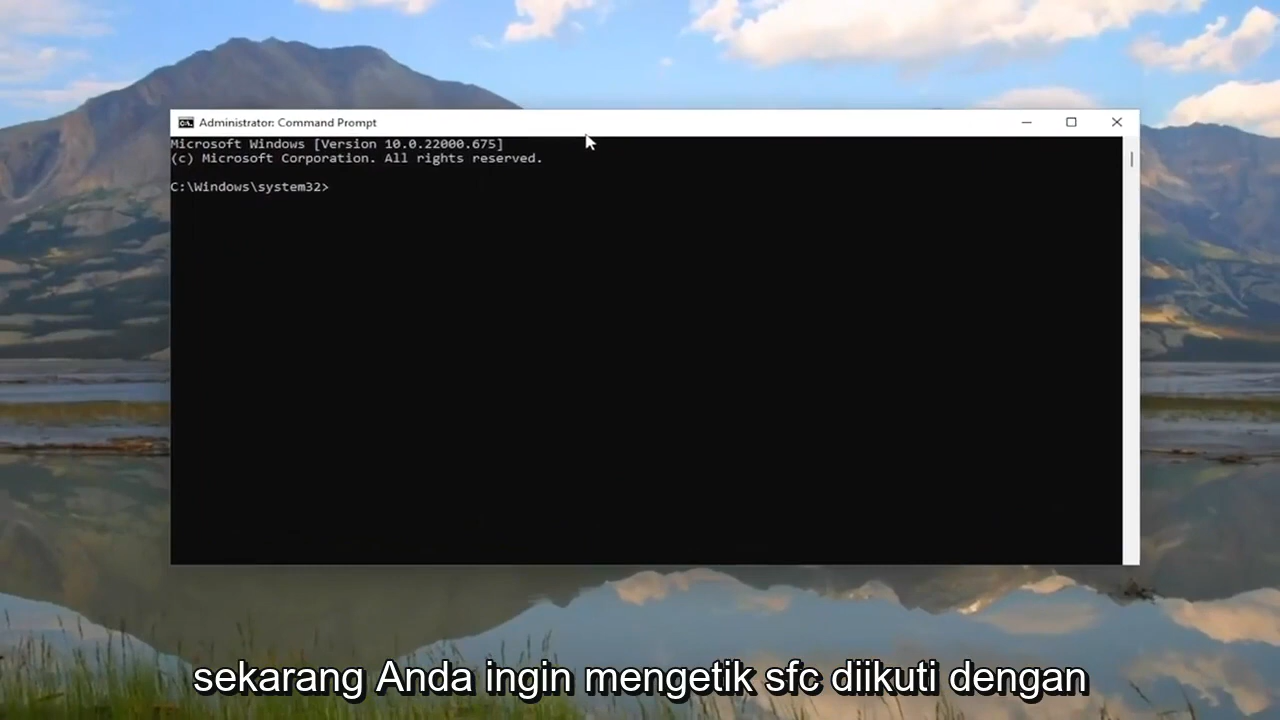 Administrator: Command Prompt
Microsoft Windows [Version 10.0.22000.675]
(c) Microsoft Corporation. All rights reserved.
C:\Windows\system32>
sekarang Anda ingin mengetik sfc diikuti dengan